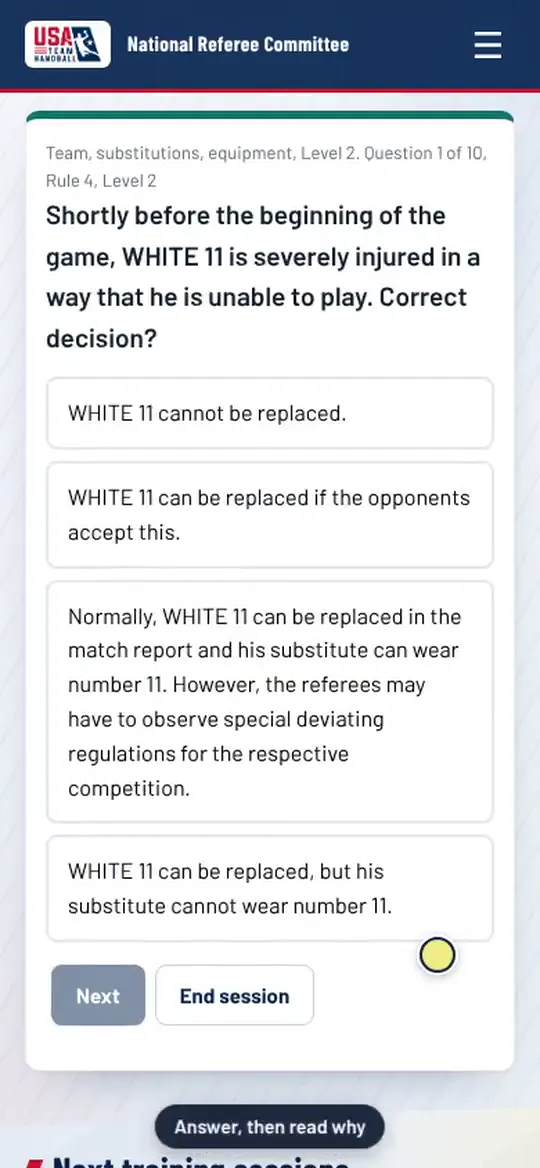 USA
TEAM
HANDBALL
National Referee Committee
Team, substitutions, equipment, Level 2. Question 1 of 10,
Rule 4, Level 2
Shortly before the beginning of the
game, WHITE 11 is severely injured in a
way that he is unable to play. Correct
decision?
WHITE 11 cannot be replaced.
WHITE 11 can be replaced if the opponents
accept this.
Normally, WHITE 11 can be replaced in the
match report and his substitute can wear
number 11. However, the referees may
have to observe special deviating
regulations for the respective
competition.
WHITE 11 can be replaced, but his
substitute cannot wear number 11.
Next
End session
Answer, then read why
Next training sessions